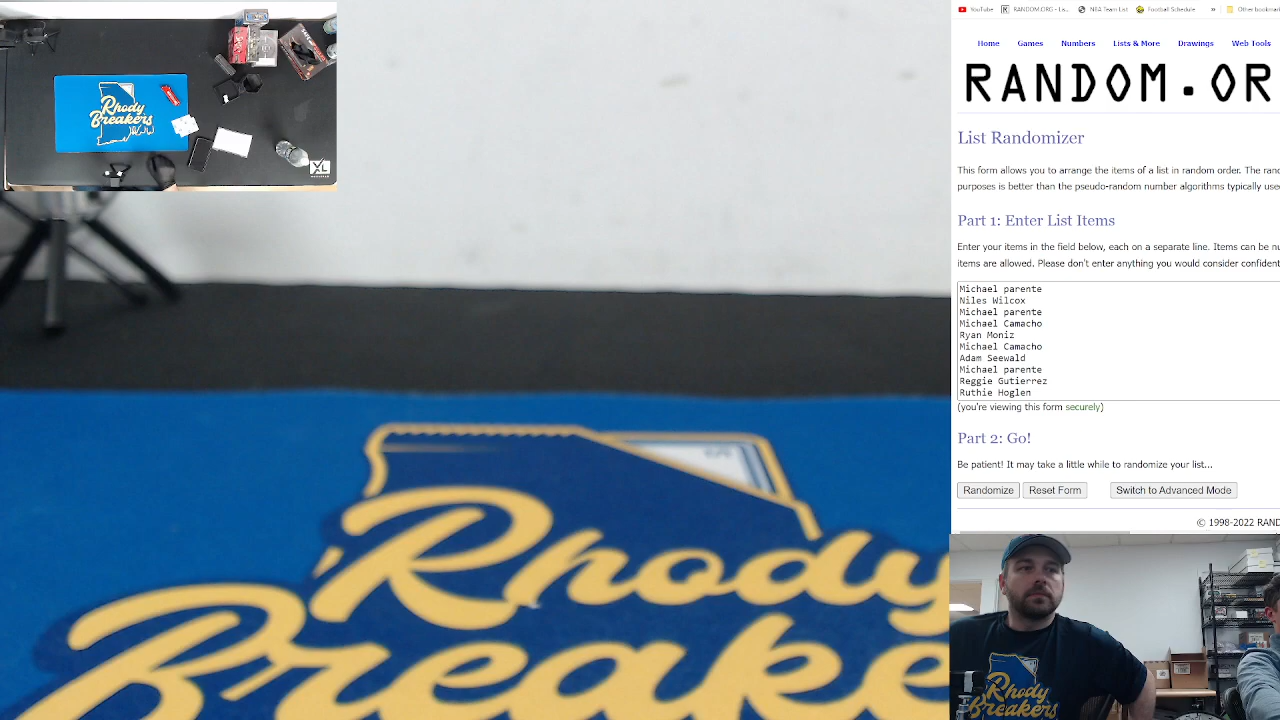 YouTube
RANDOM.ORG - Lis...
NBA Team List
Football Schedule
»
Other bookmar
Home
Games
Numbers
Lists & More
Drawings
Web Tools
RANDOM.OR
List Randomizer
This form allows you to arrange the items of a list in random order. The rand
purposes is better than the pseudo-random number algorithms typically use
Part 1: Enter List Items
Enter your items in the field below, each on a separate line. Items can be nu
items are allowed. Please don't enter anything you would consider confident
Michael parente
Niles Wilcox
Michael parente
Michael Camacho
Ryan Moniz
Michael Camacho
Adam Seewald
Michael parente
Reggie Gutierrez
Ruthie Hoglen
(you're viewing this form securely)
Part 2: Go!
Be patient! It may take a little while to randomize your list...
Randomize
Reset Form
Switch to Advanced Mode
© 1998-2022 RAND
Rhody
Breakers
XL
Rhody
Breake
Rhody
Breakers